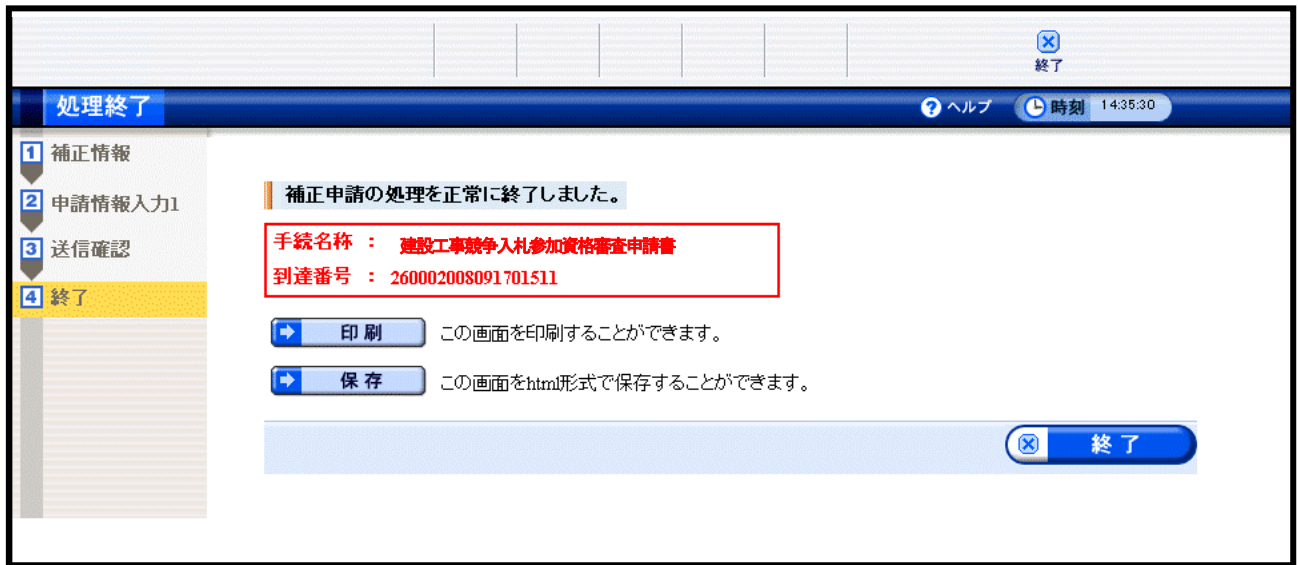 終了
処理終了
ヘルプ 時刻 14:35:30
1 補正情報
2 申請情報入力1
3 送信確認
4 終了
補正申請の処理を正常に終了しました。
手続名称 : 建設工事競争入札参加資格審査申請書
到達番号 : 260002008091701511
印刷 この画面を印刷することができます。
保存 この画面をhtml形式で保存することができます。
終了